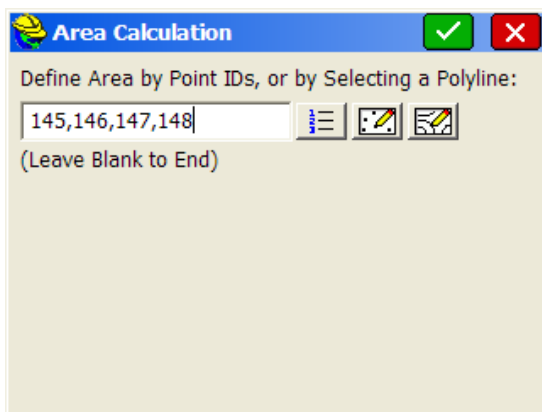 Area Calculation
Define Area by Point IDs, or by Selecting a Polyline:
145,146,147,148
(Leave Blank to End)